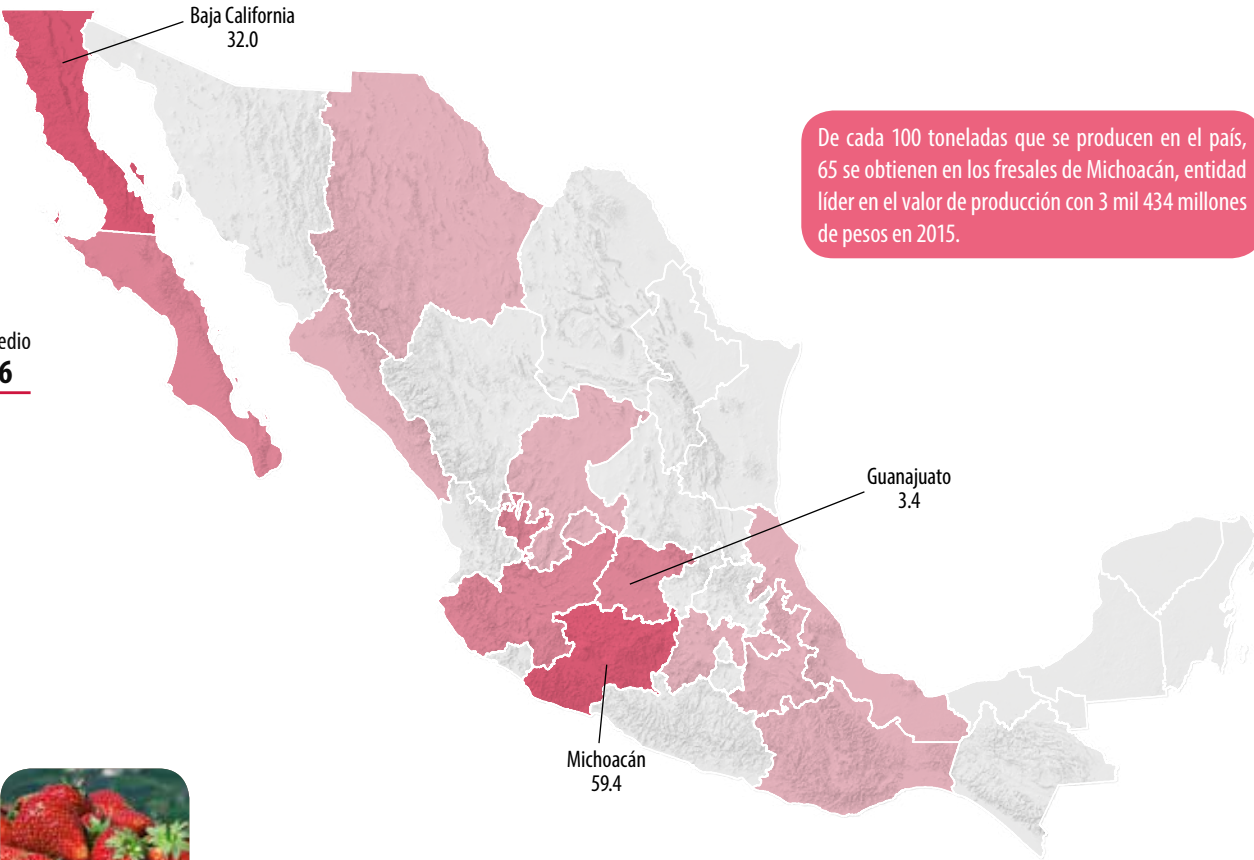 Baja California
32.0
De cada 100 toneladas que se producen en el país,
65 se obtienen en los fresales de Michoacán, entidad
líder en el valor de producción con 3 mil 434 millones
de pesos en 2015.
edio
6
Guanajuato
3.4
Michoacán
59.4